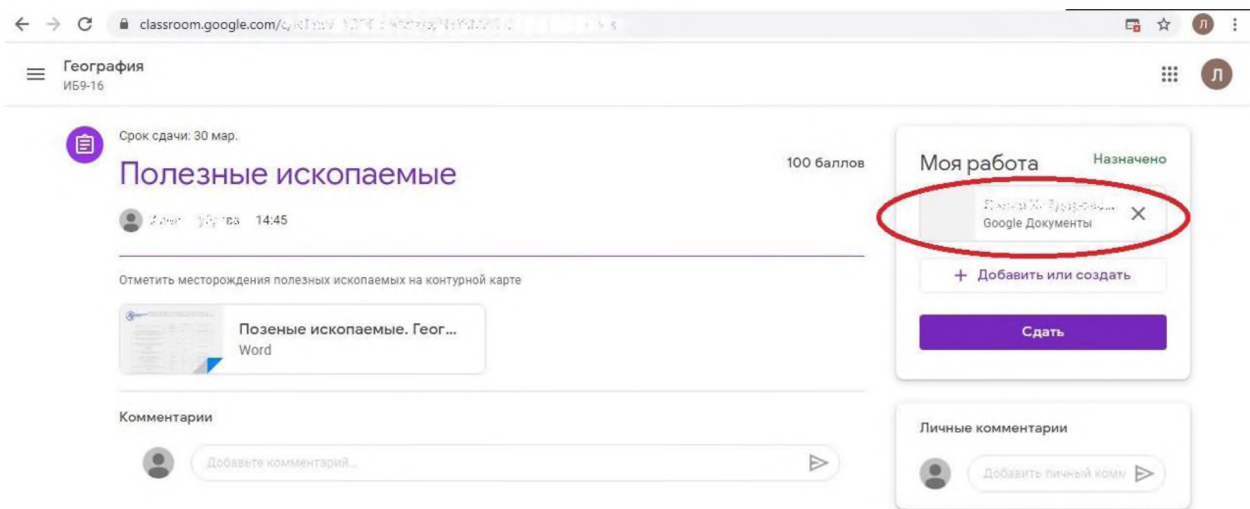 classroom.google.com/c/
Л
География
ИБ9-16
Л
Срок сдачи: 30 мар.
Полезные ископаемые
100 баллов
14:45
Отметить месторождения полезных ископаемых на контурной карте
Позеные ископаемые. Геог...
Word
Комментарии
Добавьте комментарий...
Моя работа
Назначено
Google Документы
+ Добавить или создать
Сдать
Личные комментарии
Добавить личный комм